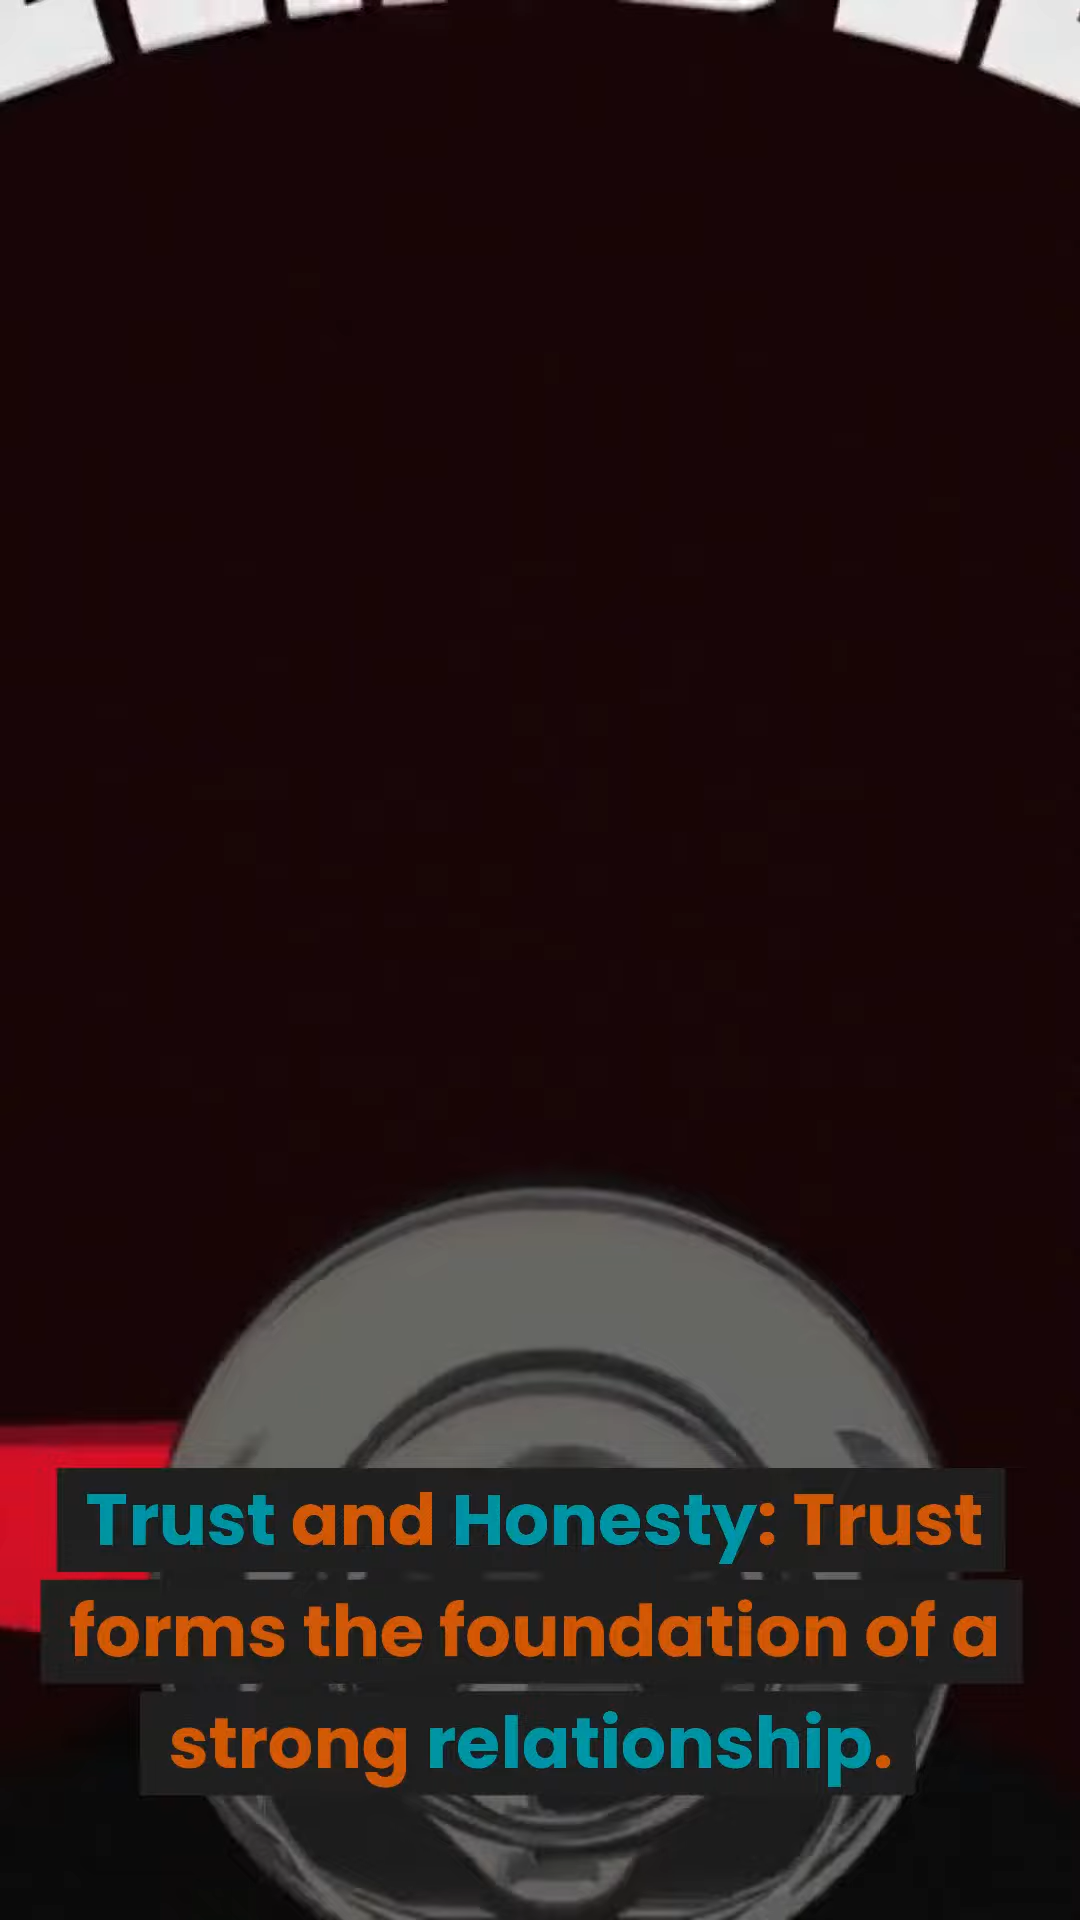 Trust and Honesty: Trust
forms the foundation of a
strong relationship.